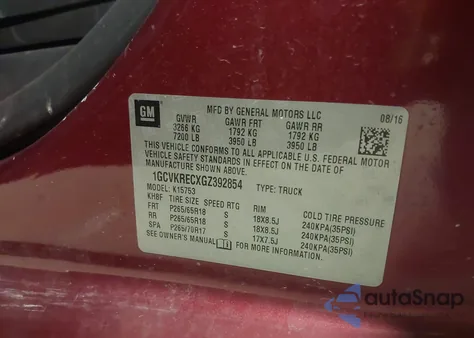 GM
MFD BY GENERAL MOTORS LLC
08/16
GVWR GAWR FRT GAWR RR
3266 KG 1792 KG 1792 KG
7200 LB 3950 LB 3950 LB
THIS VEHICLE CONFORMS TO ALL APPLICABLE U.S. FEDERAL MOTOR
VEHICLE SAFETY STANDARDS IN EFFECT ON THE DATE OF
MANUFACTURE SHOWN ABOVE.
1GCVKRECXGZ392854 TYPE: TRUCK
MODEL: K15753
KHBF TIRE SIZE SPEED RTG RIM COLD TIRE PRESSURE
FRT P265/65R18 S 18X8.5J 240KPA(35PSI)
RR P265/65R18 S 18X8.5J 240KPA(35PSI)
SPA P265/70R17 S 17X7.5J 240KPA(35PSI)
SEE OWNER'S MANUAL FOR ADDITIONAL INFORMATION
autoSnap